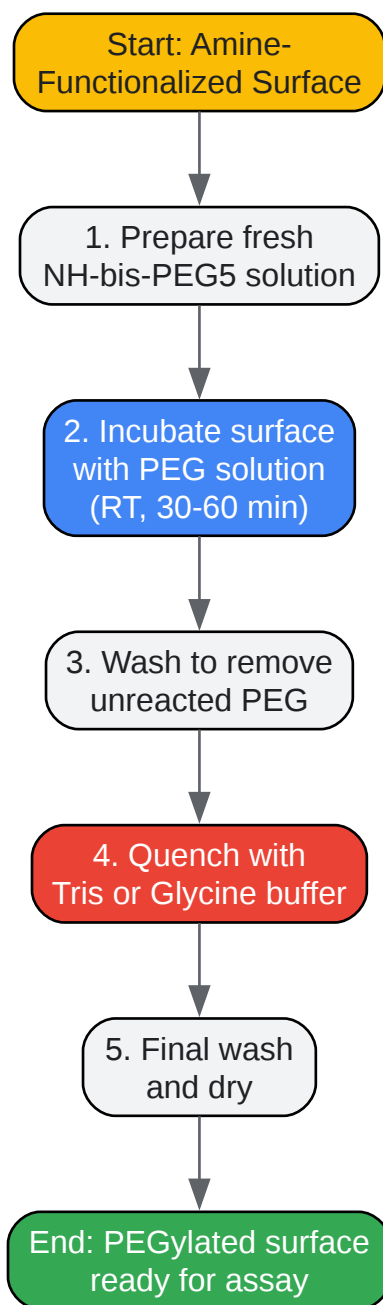 Start: Amine-
Functionalized Surface
1. Prepare fresh
NH-bis-PEG5 solution
2. Incubate surface
with PEG solution
(RT, 30-60 min)
3. Wash to remove
unreacted PEG
4. Quench with
Tris or Glycine buffer
5. Final wash
and dry
End: PEGylated surface
ready for assay